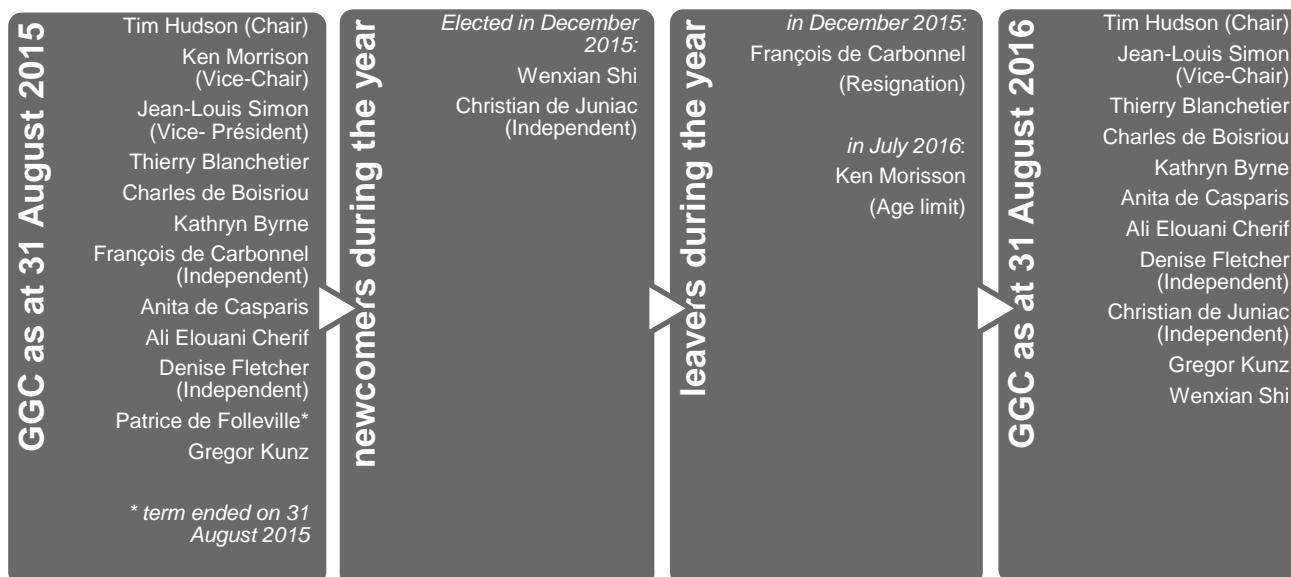 GGC as at 31 August 2015
Tim Hudson (Chair)
Ken Morrison
(Vice-Chair)
Jean-Louis Simon
(Vice- Président)
Thierry Blanchetier
Charles de Boisriou
Kathryn Byrne
François de Carbonnel
(Independent)
Anita de Casparis
Ali Elouani Cherif
Denise Fletcher
(Independent)
Patrice de Folleville*
Gregor Kunz
* term ended on 31
August 2015
newcomers during the year
Elected in December
2015:
Wenxian Shi
Christian de Juniac
(Independent)
leavers during the year
in December 2015:
François de Carbonnel
(Resignation)
in July 2016:
Ken Morisson
(Age limit)
GGC as at 31 August 2016
Tim Hudson (Chair)
Jean-Louis Simon
(Vice-Chair)
Thierry Blanchetier
Charles de Boisriou
Kathryn Byrne
Anita de Casparis
Ali Elouani Cherif
Denise Fletcher
(Independent)
Christian de Juniac
(Independent)
Gregor Kunz
Wenxian Shi